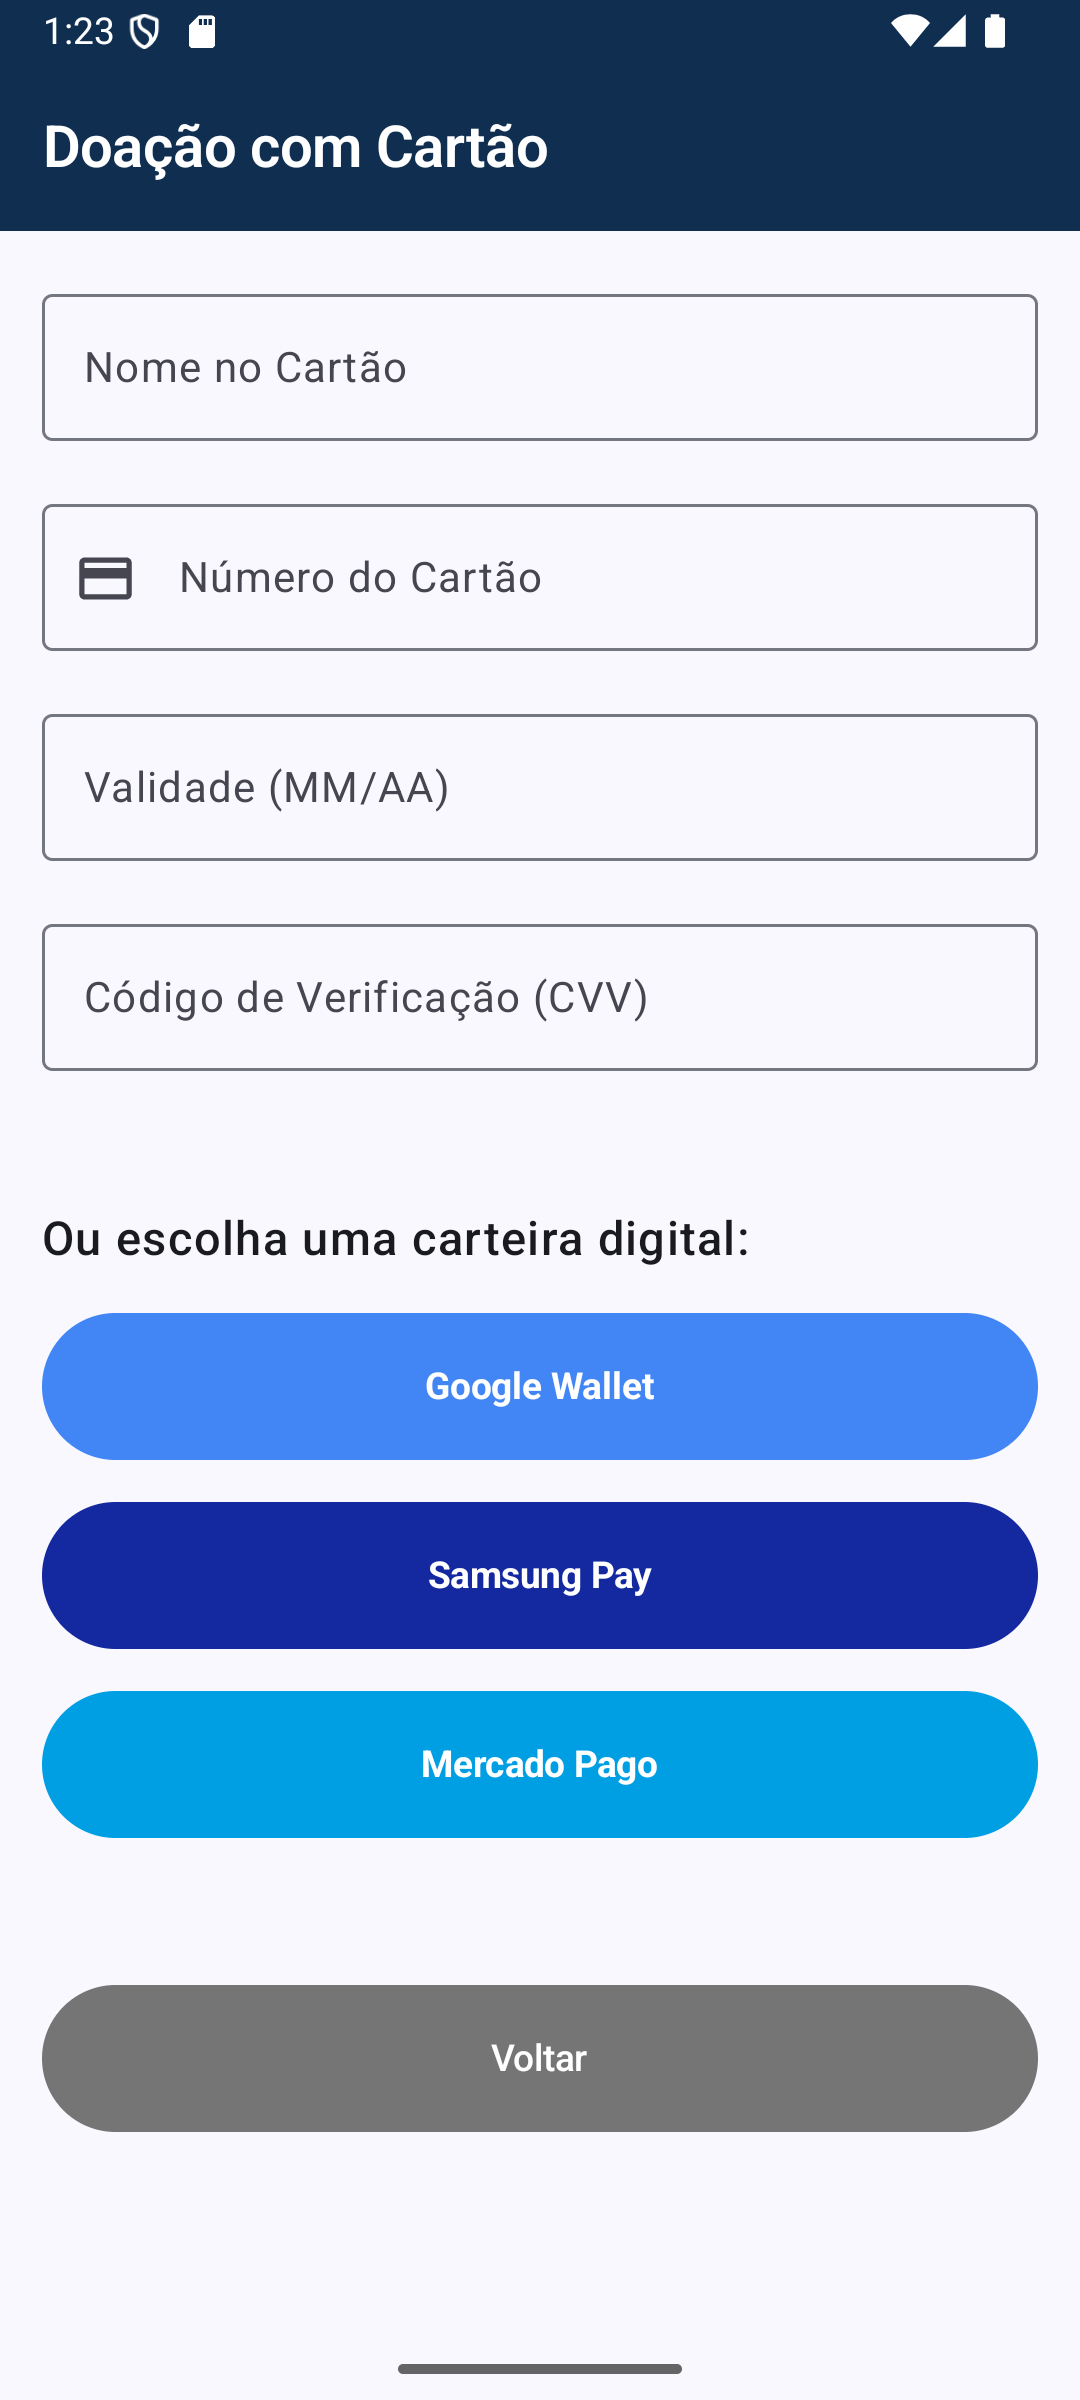 1:23
Doação com Cartão
Nome no Cartão
Número do Cartão
Validade (MM/AA)
Código de Verificação (CVV)
Ou escolha uma carteira digital:
Google Wallet
Samsung Pay
Mercado Pago
Voltar